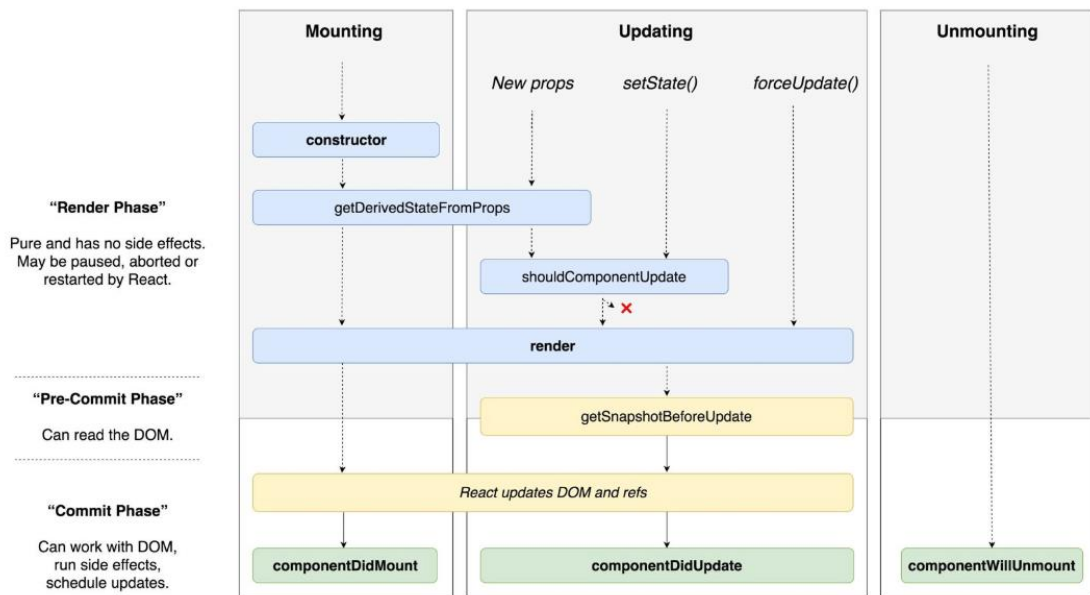 Mounting
Updating
Unmounting
New props
setState()
forceUpdate()
constructor
“Render Phase”
getDerivedStateFromProps
Pure and has no side effects.
May be paused, aborted or
restarted by React.
shouldComponentUpdate
render
“Pre-Commit Phase”
getSnapshotBeforeUpdate
Can read the DOM.
React updates DOM and refs
“Commit Phase”
Can work with DOM,
run side effects,
schedule updates.
componentDidMount
componentDidUpdate
componentWillUnmount